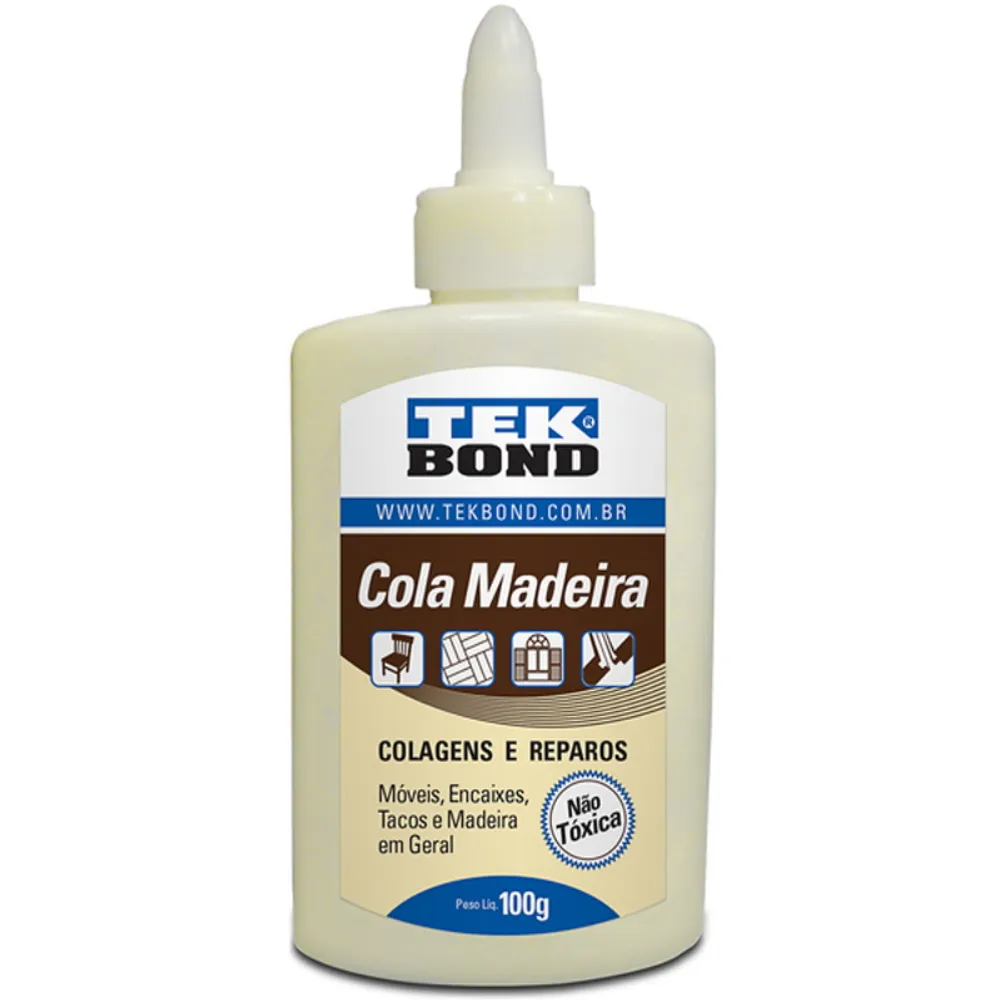 TEK®
BOND
WWW.TEKBOND.COM.BR
Cola Madeira
COLAGENS E REPAROS
Móveis, Encaixes,
Tacos e Madeira
em Geral
Não
Tóxica
Peso Líq. 100g